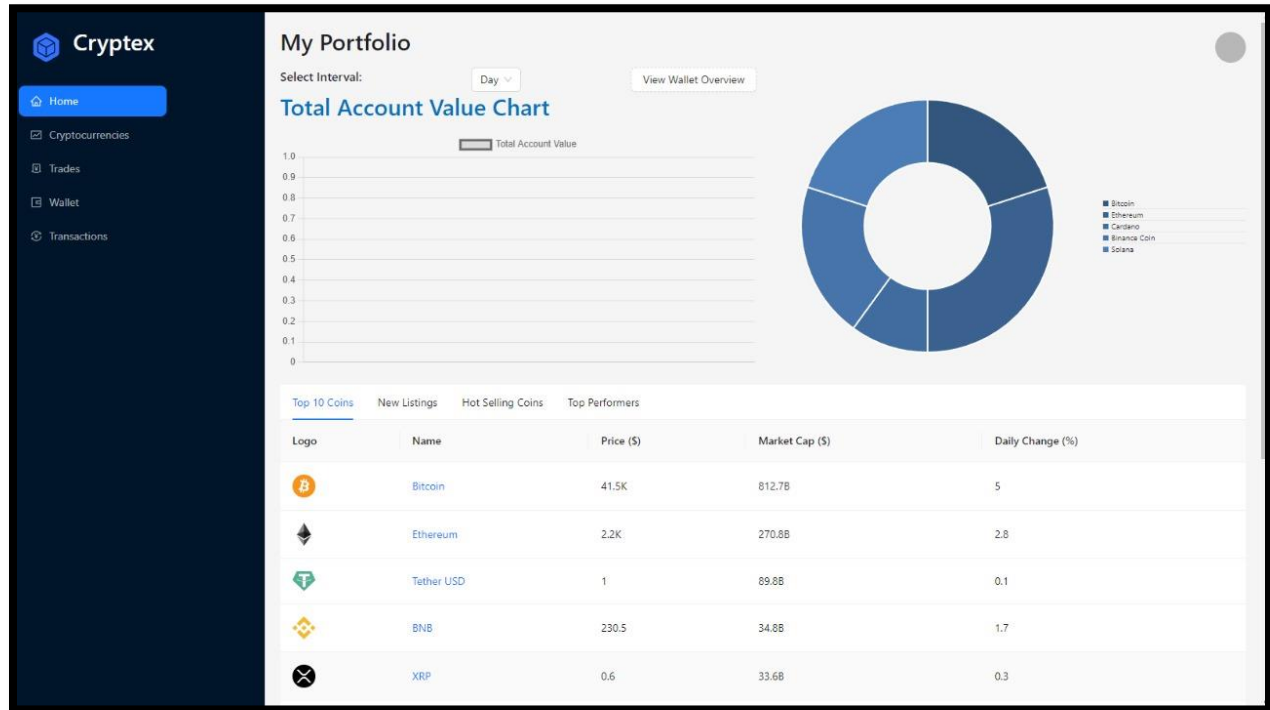 Cryptex
Home
Cryptocurrencies
Trades
Wallet
Transactions
My Portfolio
Select Interval:
Day
View Wallet Overview
Total Account Value Chart
Total Account Value
1.0
0.9
0.8
0.7
0.6
0.5
0.4
0.3
0.2
0.1
0
Bitcoin
Ethereum
Cardano
Binance Coin
Solana
Top 10 Coins New Listings Hot Selling Coins Top Performers
Logo Name Price ($) Market Cap ($) Daily Change (%)
Bitcoin 41.5K 812.7B 5
Ethereum 2.2K 270.8B 2.8
Tether USD 1 89.8B 0.1
BNB 230.5 34.8B 1.7
XRP 0.6 33.6B 0.3